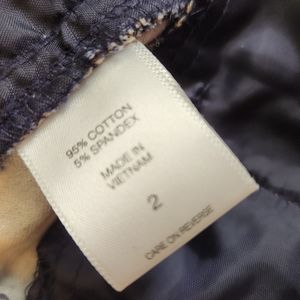 95% COTTON
5% SPANDEX
MADE IN
VIETNAM
2
CARE ON REVERSE